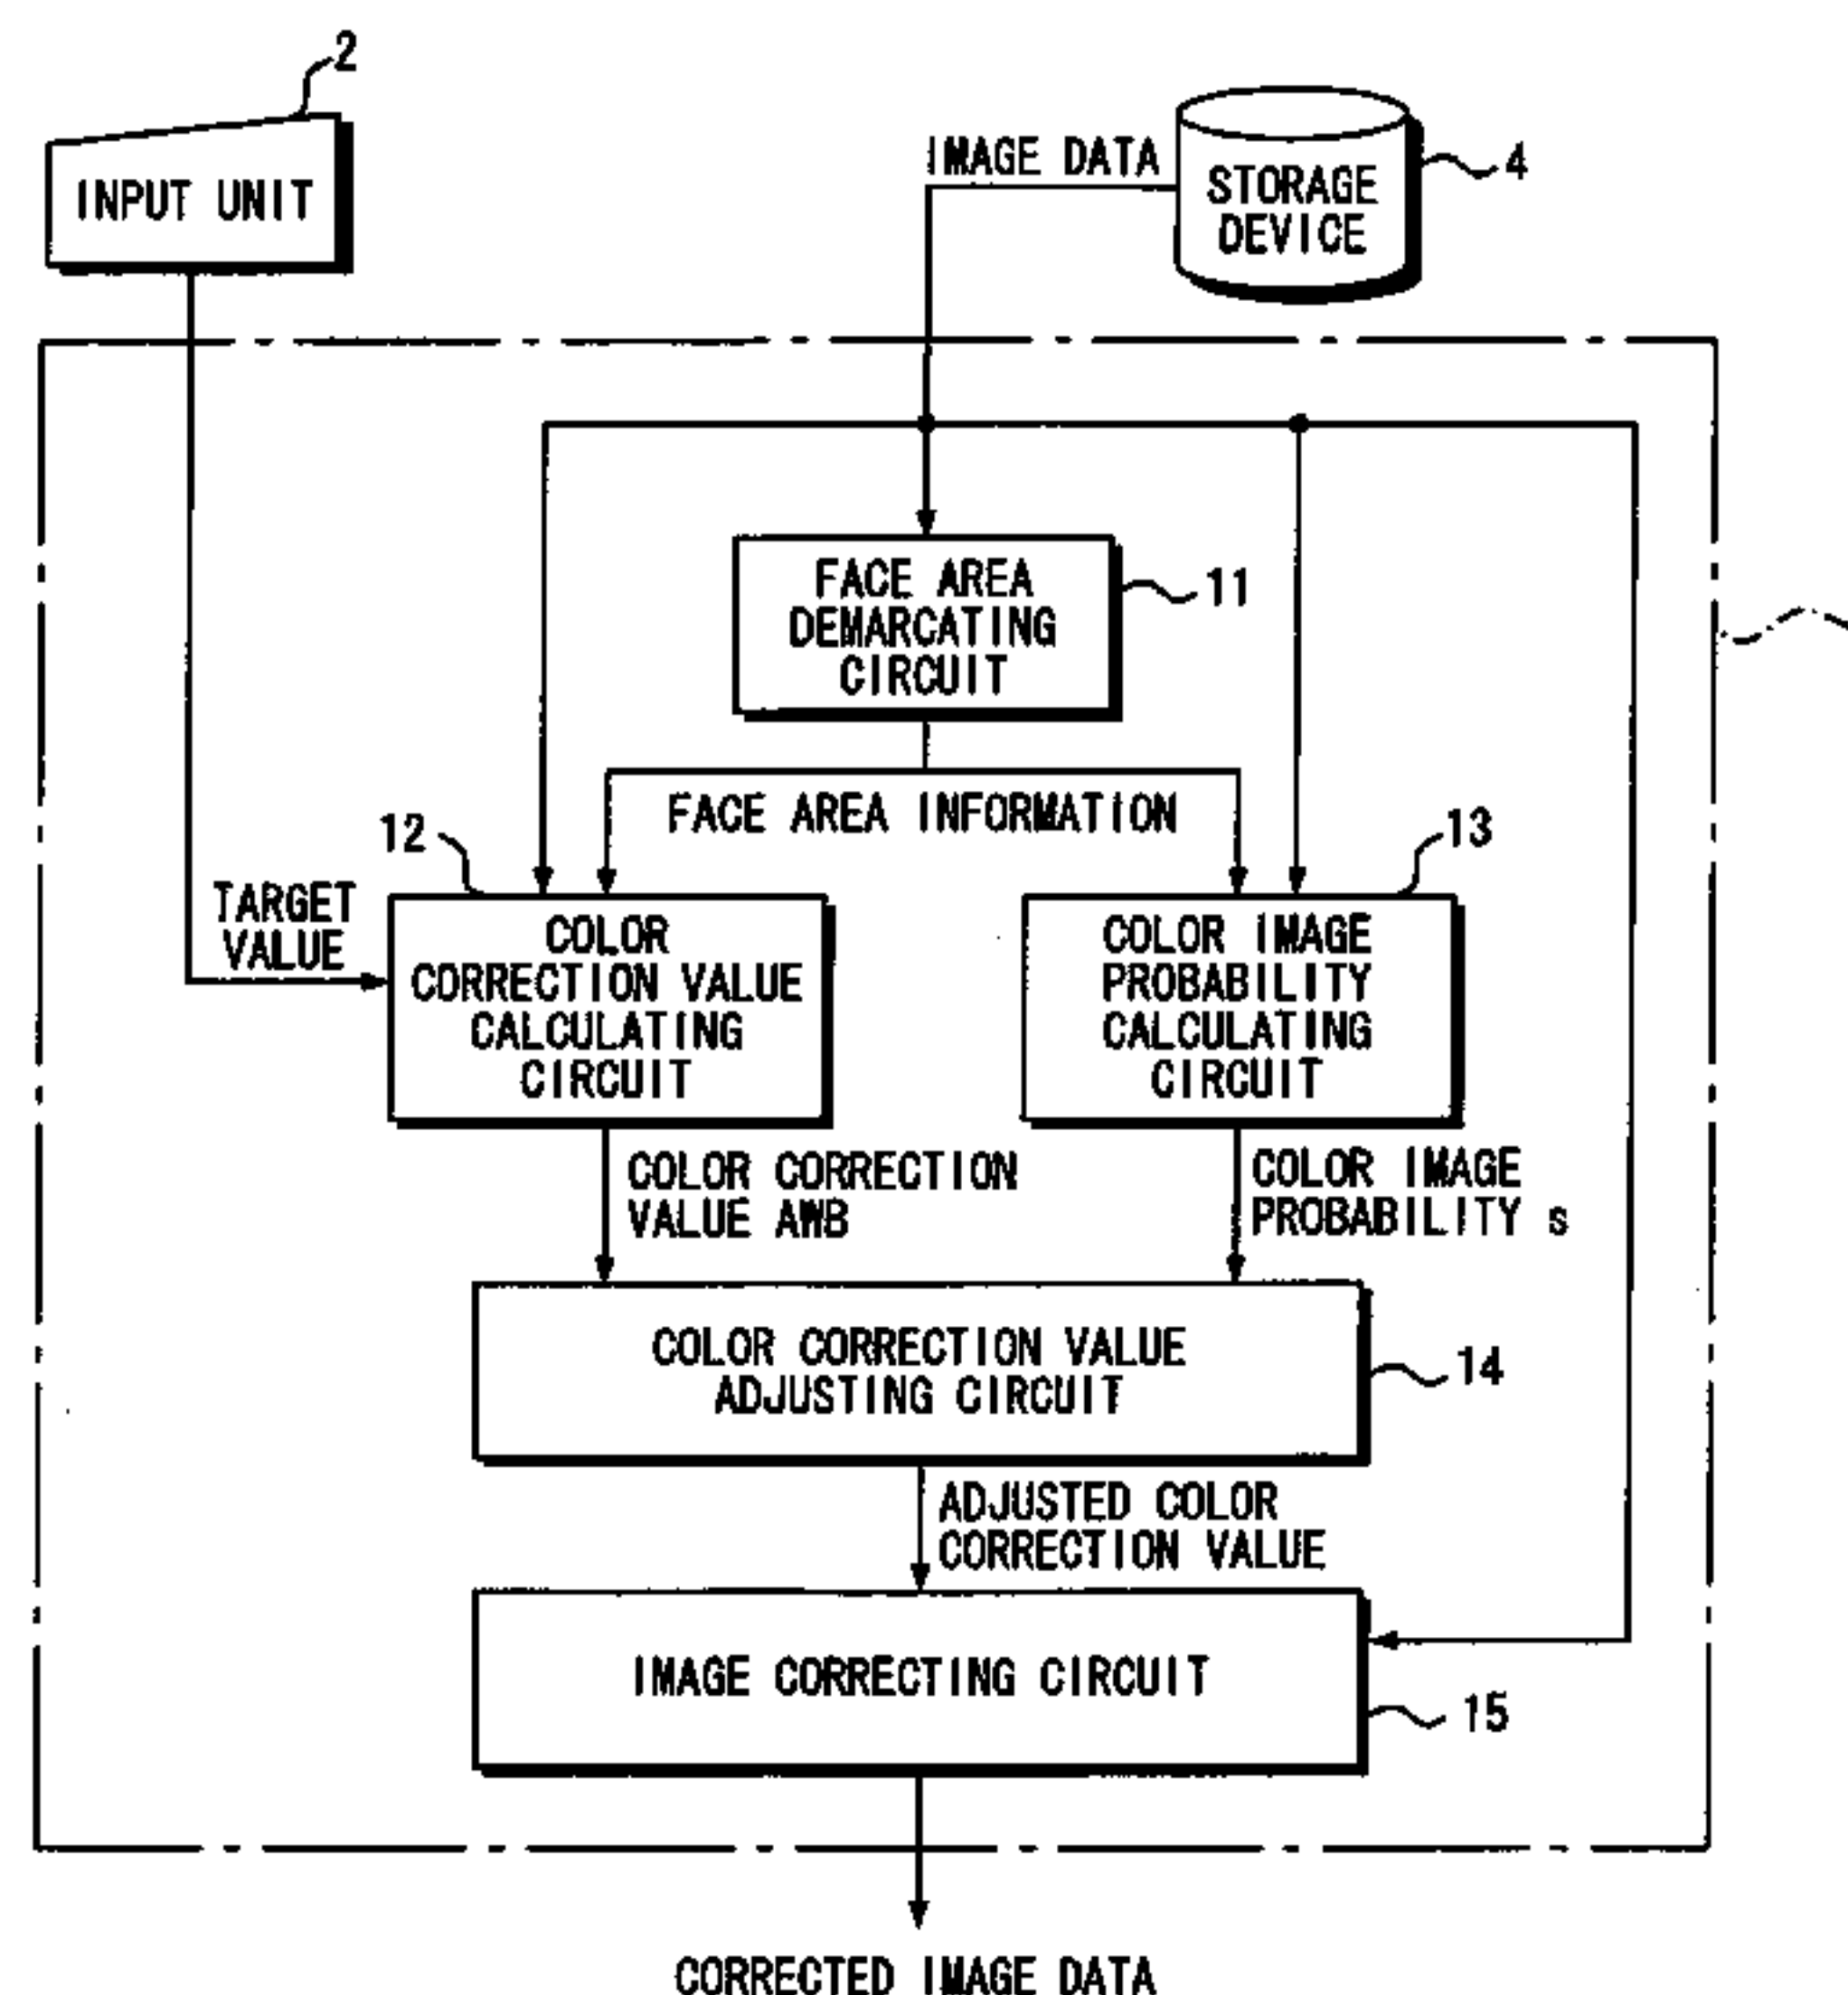 2
INPUT UNIT
IMAGE DATA
STORAGE
DEVICE
4
FACE AREA
DEMARCATING
CIRCUIT
11
FACE AREA INFORMATION
12
13
TARGET
VALUE
COLOR
CORRECTION VALUE
CALCULATING
CIRCUIT
COLOR IMAGE
PROBABILITY
CALCULATING
CIRCUIT
COLOR CORRECTION
VALUE AWB
COLOR IMAGE
PROBABILITY s
COLOR CORRECTION VALUE
ADJUSTING CIRCUIT
14
ADJUSTED COLOR
CORRECTION VALUE
IMAGE CORRECTING CIRCUIT
15
CORRECTED IMAGE DATA